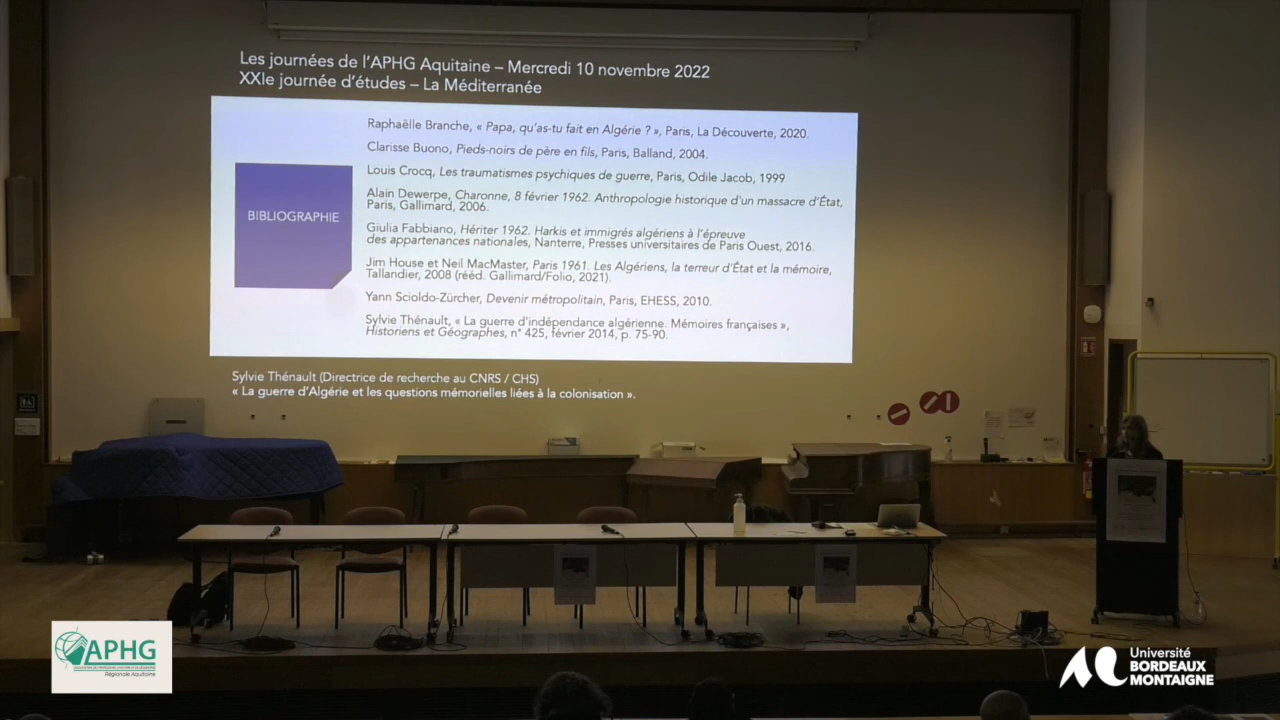 Les journées de l'APHG Aquitaine – Mercredi 10 novembre 2022
XXIe journée d'études – La Méditerranée
BIBLIOGRAPHIE
Raphaëlle Branche, « Papa, qu'as-tu fait en Algérie ? », Paris, La Découverte, 2020.
Clarisse Buono, Pieds-noirs de père en fils, Paris, Balland, 2004.
Louis Crocq, Les traumatismes psychiques de guerre, Paris, Odile Jacob, 1999
Alain Dewerpe, Charonne, 8 février 1962. Anthropologie historique d'un massacre d'État,
Paris, Gallimard, 2006.
Giulia Fabbiano, Hériter 1962. Harkis et immigrés algériens à l'épreuve
des appartenances nationales, Nanterre, Presses universitaires de Paris Ouest, 2016.
Jim House et Neil MacMaster, Paris 1961. Les Algériens, la terreur d'État et la mémoire,
Tallandier, 2008 (rééd. Gallimard/Folio, 2021).
Yann Scioldo-Zürcher, Devenir métropolitain, Paris, EHESS, 2010.
Sylvie Thénault, « La guerre d'indépendance algérienne. Mémoires françaises »,
Historiens et Géographes, n° 425, février 2014, p. 75-90.
Sylvie Thénault (Directrice de recherche au CNRS / CHS)
« La guerre d'Algérie et les questions mémorielles liées à la colonisation ».
APHG
Régionale Aquitaine
Université
BORDEAUX
MONTAIGNE